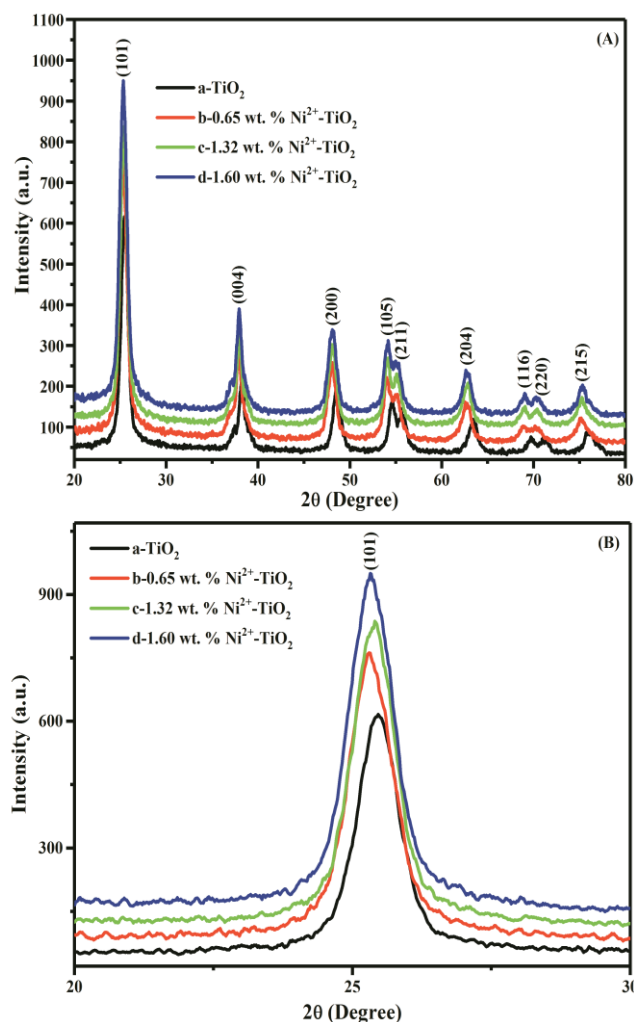 (A)
1100
1000
900
800
700
600
500
400
300
200
100
Intensity (a.u.)
a-TiO₂
b-0.65 wt. % Ni²⁺-TiO₂
c-1.32 wt. % Ni²⁺-TiO₂
d-1.60 wt. % Ni²⁺-TiO₂
(101)
(004)
(200)
(105)
(211)
(204)
(116)
(220)
(215)
20 30 40 50 60 70 80
2θ (Degree)
(B)
900
600
300
Intensity (a.u.)
a-TiO₂
b-0.65 wt. % Ni²⁺-TiO₂
c-1.32 wt. % Ni²⁺-TiO₂
d-1.60 wt. % Ni²⁺-TiO₂
(101)
20 25 30
2θ (Degree)